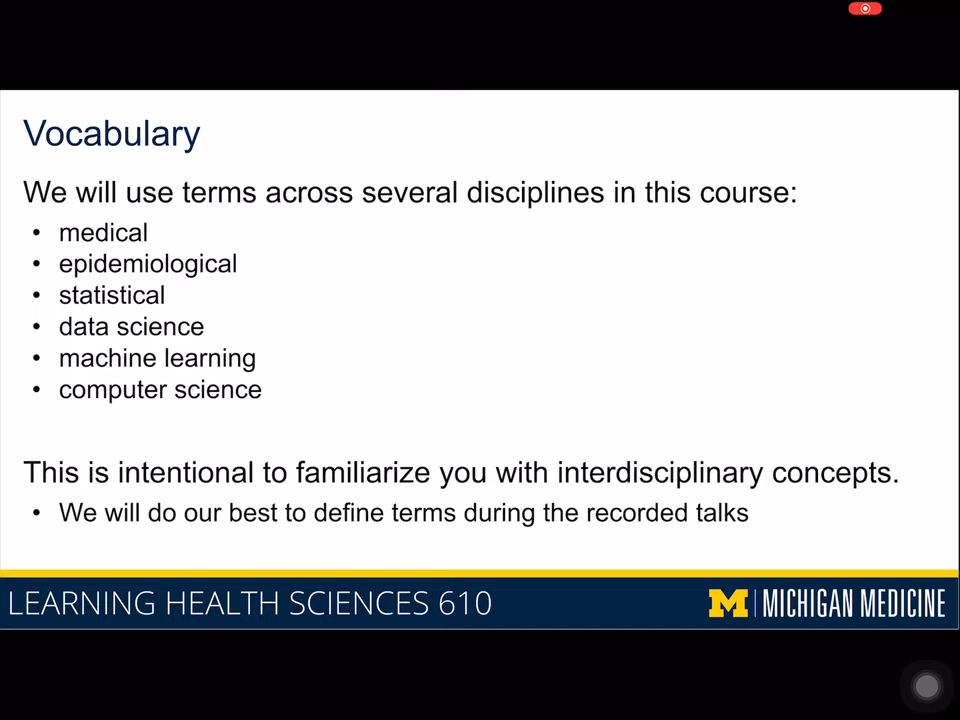 Vocabulary
We will use terms across several disciplines in this course:
• medical
• epidemiological
• statistical
• data science
• machine learning
• computer science
This is intentional to familiarize you with interdisciplinary concepts.
• We will do our best to define terms during the recorded talks
LEARNING HEALTH SCIENCES 610
M | MICHIGAN MEDICINE